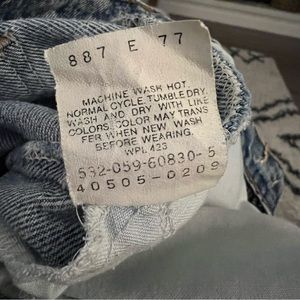 887 E 77
MACHINE WASH HOT
NORMAL CYCLE TUMBLE DRY.
WASH AND DRY WITH LIKE
COLORS. COLOR MAY TRANS
FER WHEN NEW WASH
BEFORE WEARING.
WPL 423
532-059-60830-5
40505-0209